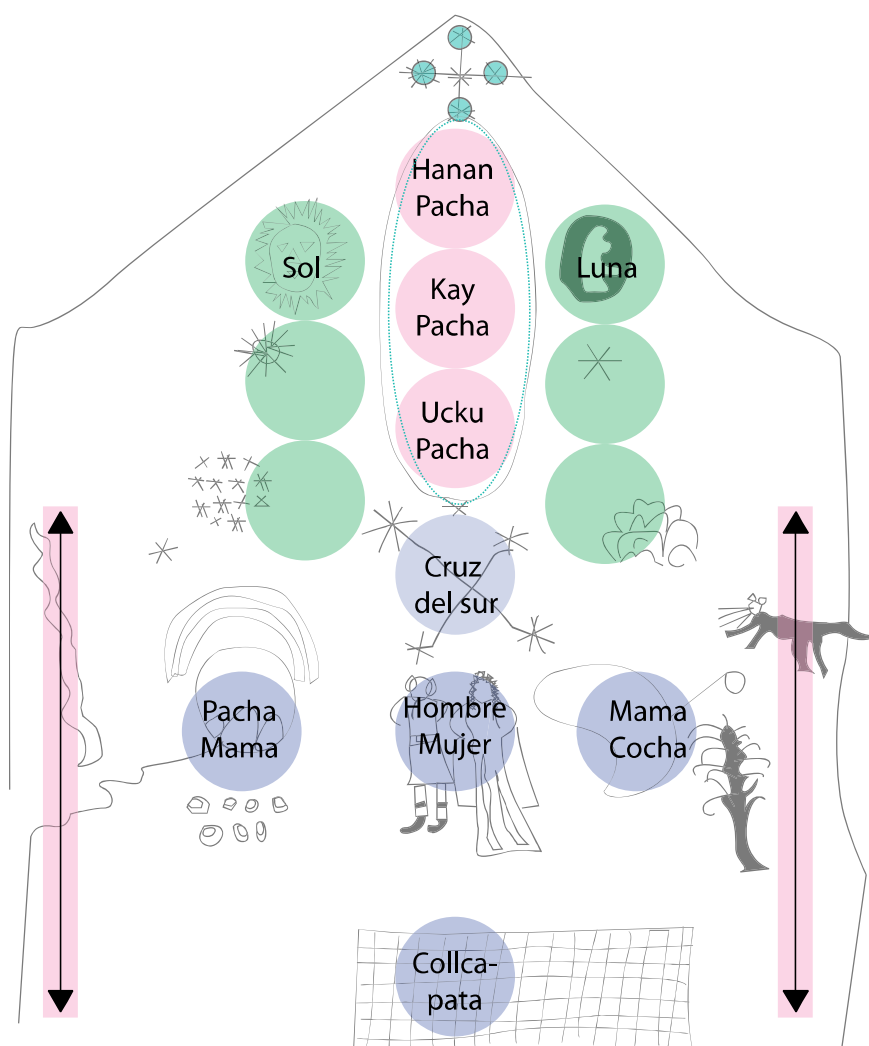 Hanan
Pacha
Sol
Kay
Pacha
Luna
Ucku
Pacha
Cruz
del sur
Pacha
Mama
Hombre
Mujer
Mama
Cocha
Collca-
pata